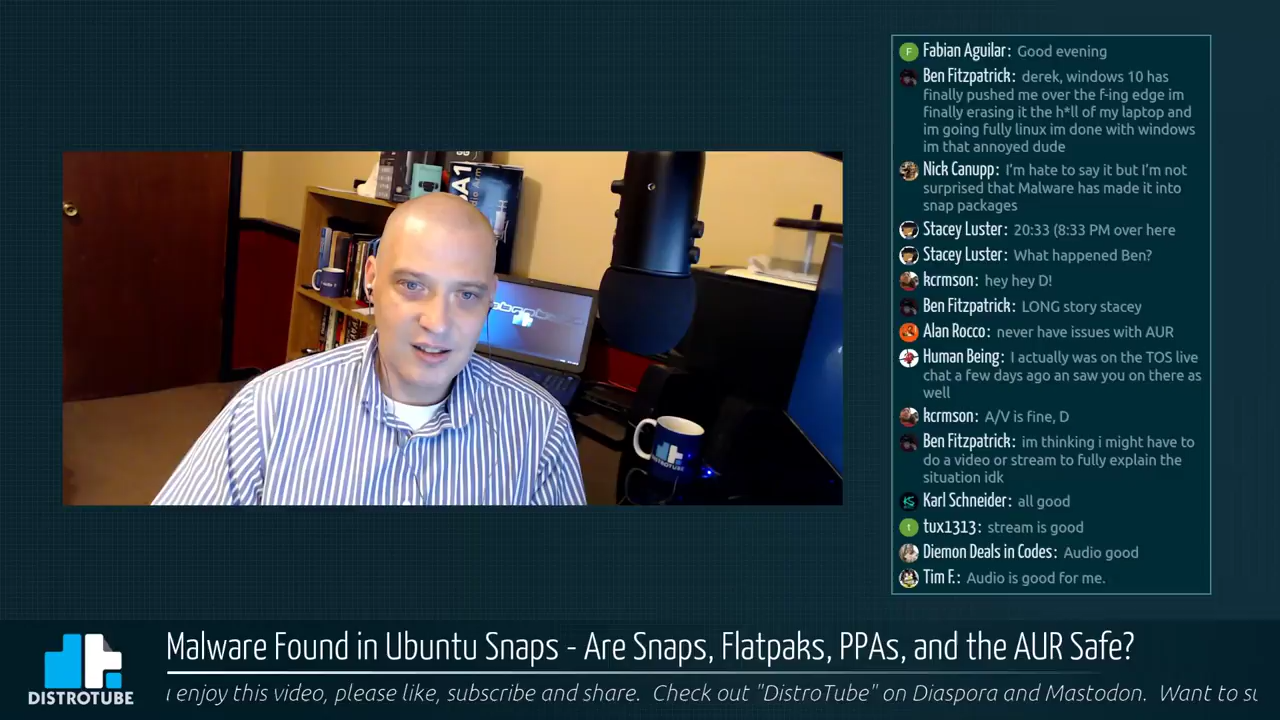 Fabian Aguilar: Good evening
Ben Fitzpatrick: derek, windows 10 has
finally pushed me over the f-ing edge im
finally erasing it the h*ll of my laptop and
im going fully linux im done with windows
im that annoyed dude
Nick Canupp: I'm hate to say it but I'm not
surprised that Malware has made it into
snap packages
Stacey Luster: 20:33 (8:33 PM over here
Stacey Luster: What happened Ben?
kcrmson: hey hey D!
Ben Fitzpatrick: LONG story stacey
Alan Rocco: never have issues with AUR
Human Being: I actually was on the TOS live
chat a few days ago an saw you on there as
well
kcrmson: A/V is fine, D
Ben Fitzpatrick: im thinking i might have to
do a video or stream to fully explain the
situation idk
Karl Schneider: all good
tux1313: stream is good
Diemon Deals in Codes: Audio good
Tim F.: Audio is good for me.
DISTROTUBE
Malware Found in Ubuntu Snaps - Are Snaps, Flatpaks, PPAs, and the AUR Safe?
enjoy this video, please like, subscribe and share. Check out "DistroTube" on Diaspora and Mastodon. Want to
DISTROTUBE